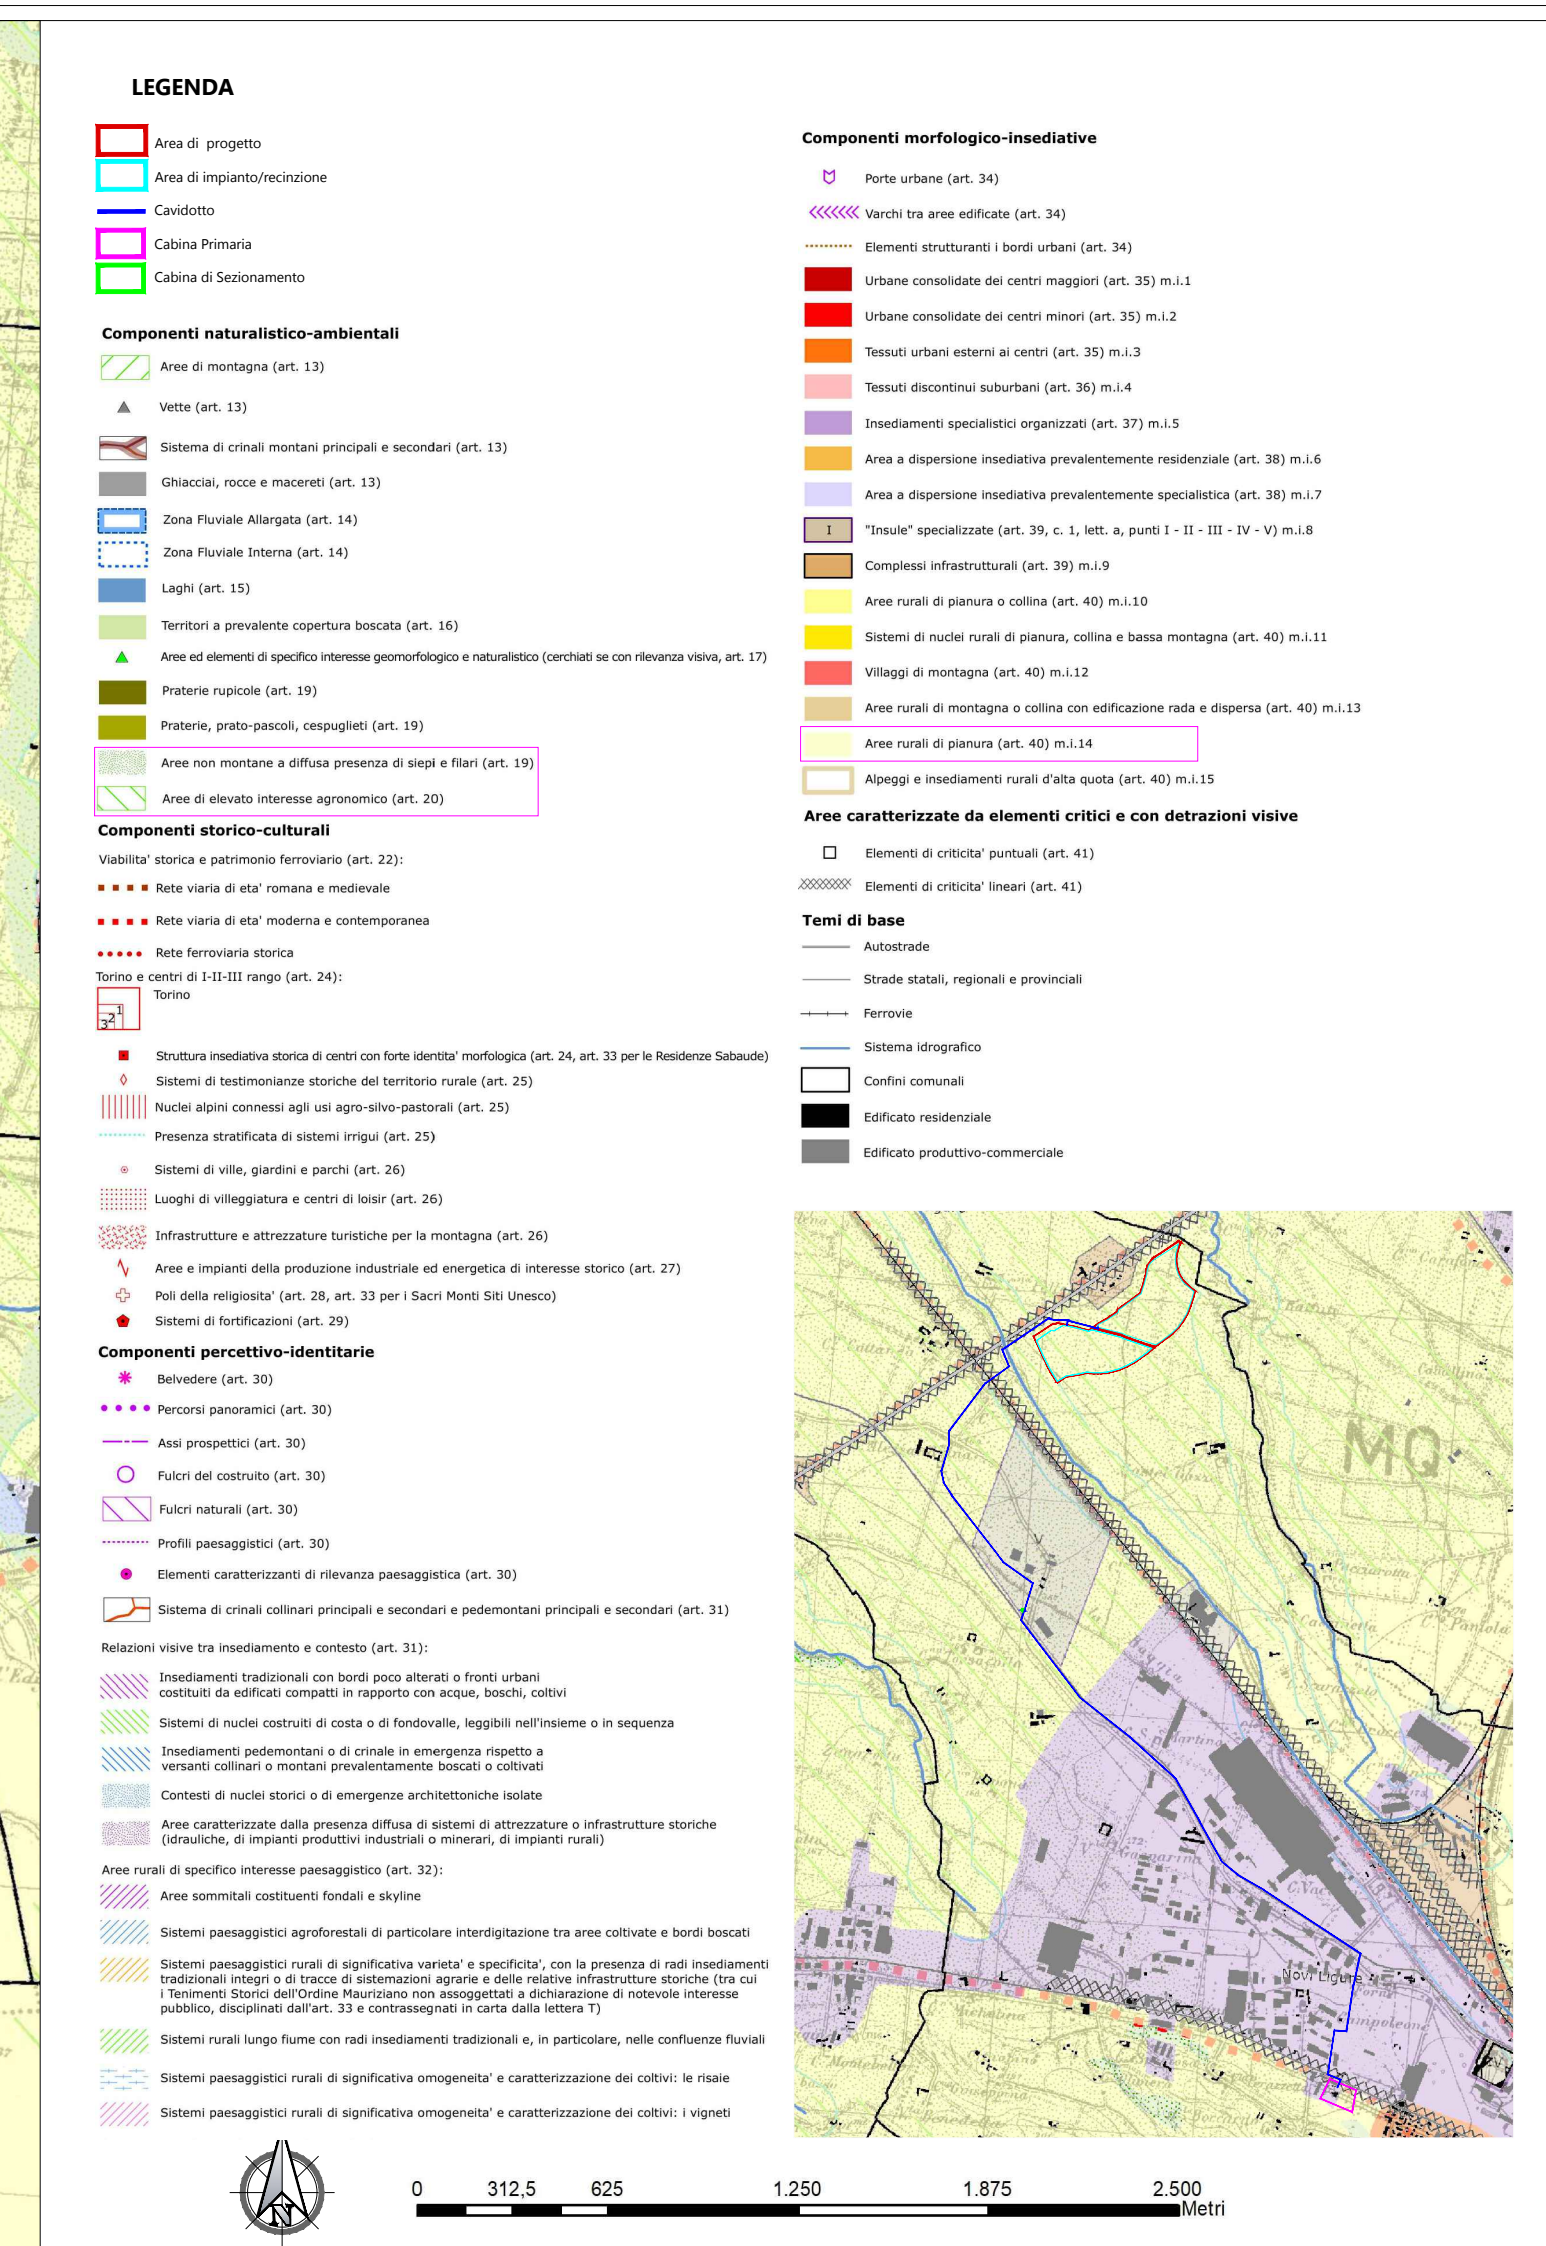 LEGENDA
Area di progetto
Area di impianto/recinzione
Cavidotto
Cabina Primaria
Cabina di Sezionamento
Componenti naturalistico-ambientali
Aree di montagna (art. 13)
Vette (art. 13)
Sistema di crinali montani principali e secondari (art. 13)
Ghiacciai, rocce e macereti (art. 13)
Zona Fluviale Allargata (art. 14)
Zona Fluviale Interna (art. 14)
Laghi (art. 15)
Territori a prevalente copertura boscata (art. 16)
Aree ed elementi di specifico interesse geomorfologico e naturalistico (cerchiati se con rilevanza visiva, art. 17)
Praterie rupicole (art. 19)
Praterie, prato-pascoli, cespuglieti (art. 19)
Aree non montane a diffusa presenza di siepi e filari (art. 19)
Aree di elevato interesse agronomico (art. 20)
Componenti storico-culturali
Viabilita' storica e patrimonio ferroviario (art. 22):
Rete viaria di eta' romana e medievale
Rete viaria di eta' moderna e contemporanea
Rete ferroviaria storica
Torino e centri di I-II-III rango (art. 24):
Torino
1
2
3
Struttura insediativa storica di centri con forte identita' morfologica (art. 24, art. 33 per le Residenze Sabaude)
Sistemi di testimonianze storiche del territorio rurale (art. 25)
Nuclei alpini connessi agli usi agro-silvo-pastorali (art. 25)
Presenza stratificata di sistemi irrigui (art. 25)
Sistemi di ville, giardini e parchi (art. 26)
Luoghi di villeggiatura e centri di loisir (art. 26)
Infrastrutture e attrezzature turistiche per la montagna (art. 26)
Aree e impianti della produzione industriale ed energetica di interesse storico (art. 27)
Poli della religiosita' (art. 28, art. 33 per i Sacri Monti Siti Unesco)
Sistemi di fortificazioni (art. 29)
Componenti percettivo-identitarie
Belvedere (art. 30)
Percorsi panoramici (art. 30)
Assi prospettici (art. 30)
Fulcri del costruito (art. 30)
Fulcri naturali (art. 30)
Profili paesaggistici (art. 30)
Elementi caratterizzanti di rilevanza paesaggistica (art. 30)
Sistema di crinali collinari principali e secondari e pedemontani principali e secondari (art. 31)
Relazioni visive tra insediamento e contesto (art. 31):
Insediamenti tradizionali con bordi poco alterati o fronti urbani
costituiti da edificati compatti in rapporto con acque, boschi, coltivi
Sistemi di nuclei costruiti di costa o di fondovalle, leggibili nell'insieme o in sequenza
Insediamenti pedemontani o di crinale in emergenza rispetto a
versanti collinari o montani prevalentamente boscati o coltivati
Contesti di nuclei storici o di emergenze architettoniche isolate
Aree caratterizzate dalla presenza diffusa di sistemi di attrezzature o infrastrutture storiche
(idrauliche, di impianti produttivi industriali o minerari, di impianti rurali)
Aree rurali di specifico interesse paesaggistico (art. 32):
Aree sommitali costituenti fondali e skyline
Sistemi paesaggistici agroforestali di particolare interdigitazione tra aree coltivate e bordi boscati
Sistemi paesaggistici rurali di significativa varieta' e specificita', con la presenza di radi insediamenti
tradizionali integri o di tracce di sistemazioni agrarie e delle relative infrastrutture storiche (tra cui
i Tenimenti Storici dell'Ordine Mauriziano non assoggettati a dichiarazione di notevole interesse
pubblico, disciplinati dall'art. 33 e contrassegnati in carta dalla lettera T)
Sistemi rurali lungo fiume con radi insediamenti tradizionali e, in particolare, nelle confluenze fluviali
Sistemi paesaggistici rurali di significativa omogeneita' e caratterizzazione dei coltivi: le risaie
Sistemi paesaggistici rurali di significativa omogeneita' e caratterizzazione dei coltivi: i vigneti
Componenti morfologico-insediative
Porte urbane (art. 34)
Varchi tra aree edificate (art. 34)
Elementi strutturanti i bordi urbani (art. 34)
Urbane consolidate dei centri maggiori (art. 35) m.i.1
Urbane consolidate dei centri minori (art. 35) m.i.2
Tessuti urbani esterni ai centri (art. 35) m.i.3
Tessuti discontinui suburbani (art. 36) m.i.4
Insediamenti specialistici organizzati (art. 37) m.i.5
Area a dispersione insediativa prevalentemente residenziale (art. 38) m.i.6
Area a dispersione insediativa prevalentemente specialistica (art. 38) m.i.7
I "Insule" specializzate (art. 39, c. 1, lett. a, punti I - II - III - IV - V) m.i.8
Complessi infrastrutturali (art. 39) m.i.9
Aree rurali di pianura o collina (art. 40) m.i.10
Sistemi di nuclei rurali di pianura, collina e bassa montagna (art. 40) m.i.11
Villaggi di montagna (art. 40) m.i.12
Aree rurali di montagna o collina con edificazione rada e dispersa (art. 40) m.i.13
Aree rurali di pianura (art. 40) m.i.14
Alpeggi e insediamenti rurali d'alta quota (art. 40) m.i.15
Aree caratterizzate da elementi critici e con detrazioni visive
Elementi di criticita' puntuali (art. 41)
Elementi di criticita' lineari (art. 41)
Temi di base
Autostrade
Strade statali, regionali e provinciali
Ferrovie
Sistema idrografico
Confini comunali
Edificato residenziale
Edificato produttivo-commerciale
MQ
V
Novi Ligure
N
0 312,5 625 1.250 1.875 2.500
Metri